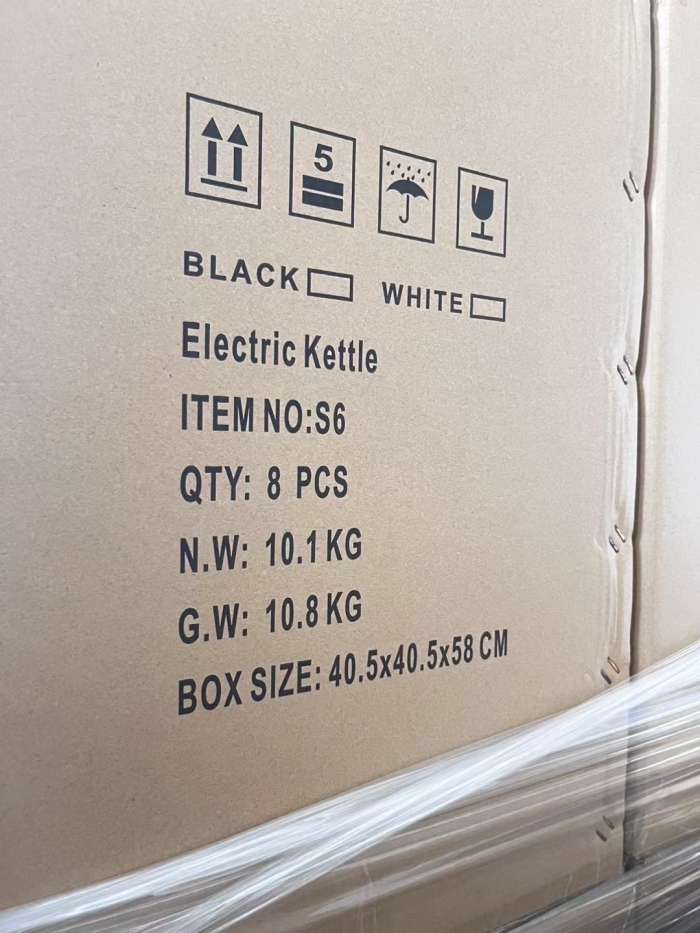 5
BLACK WHITE
Electric Kettle
ITEM NO:S6
QTY: 8 PCS
N.W: 10.1 KG
G.W: 10.8 KG
BOX SIZE: 40.5x40.5x58 CM